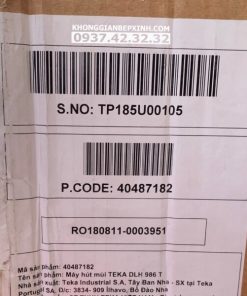 KHONGGIANBEPXINH.COM
0937.42.32.32
S.NO: TP185U00105
P.CODE: 40487182
RO180811-0003951
Mã sản phẩm: 40487182
Tên sản phẩm: Máy hút mùi TEKA DLH 986 T
Nhà sản xuất: Teka Industrial S.A, Tây Ban Nha - SX tại Teka
Portugal SA, Đ/c: 3834- 909 Ílhavo, Bồ Đào Nha